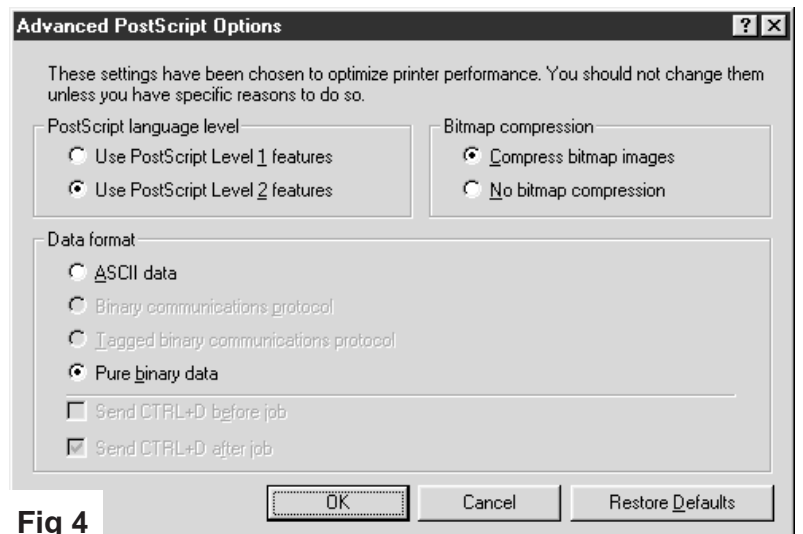 Advanced PostScript Options
These settings have been chosen to optimize printer performance. You should not change them
unless you have specific reasons to do so.
PostScript language level
Use PostScript Level 1 features
Use PostScript Level 2 features
Bitmap compression
Compress bitmap images
No bitmap compression
Data format
ASCII data
Binary communications protocol
Tagged binary communications protocol
Pure binary data
Send CTRL+D before job
Send CTRL+D after job
OK
Cancel
Restore Defaults
Fig 4